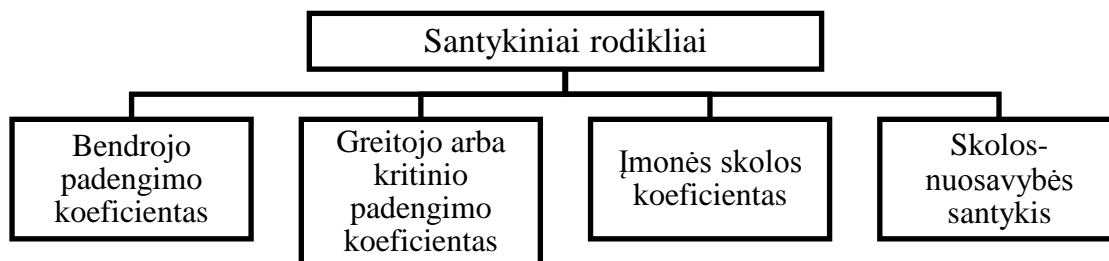 Santykiniai rodikliai
Bendrojo
padengimo
koeficientas
Greitojo arba
kritinio
padengimo
koeficientas
Įmonės skolos
koeficientas
Skolos-
nuosavybės
santykis